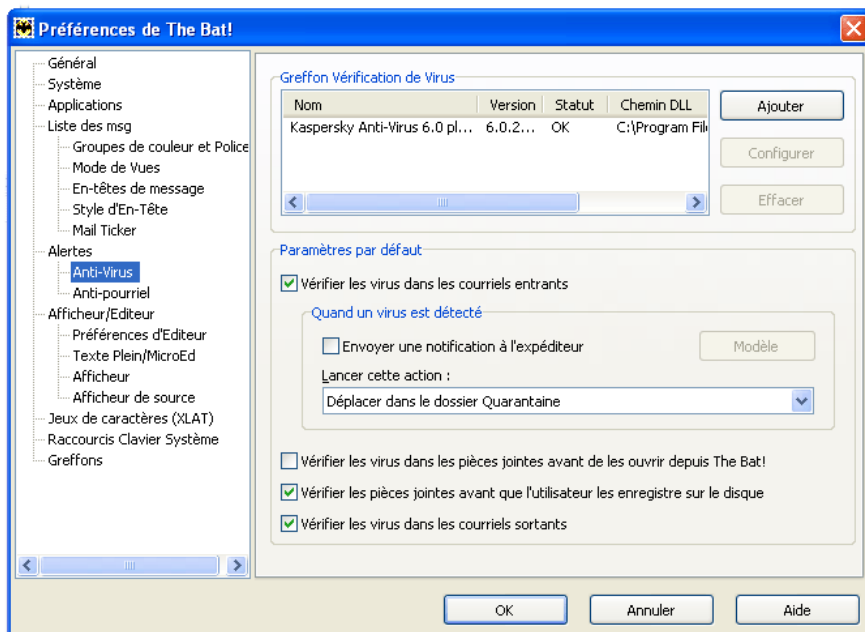 Préférences de The Bat!
Général
Système
Applications
Liste des msg
Groupes de couleur et Police
Mode de Vues
En-têtes de message
Style d'En-Tête
Mail Ticker
Alertes
Anti-Virus
Anti-pourriel
Afficheur/Editeur
Préférences d'Editeur
Texte Plein/MicroEd
Afficheur
Afficheur de source
Jeux de caractères (XLAT)
Raccourcis Clavier Système
Greffons
Greffon Vérification de Virus
Nom Version Statut Chemin DLL
Kaspersky Anti-Virus 6.0 pl... 6.0.2... OK C:\Program Fil
Ajouter
Configurer
Effacer
Paramètres par défaut
Vérifier les virus dans les courriels entrants
Quand un virus est détecté
Envoyer une notification à l'expéditeur
Modèle
Lancer cette action :
Déplacer dans le dossier Quarantaine
Vérifier les virus dans les pièces jointes avant de les ouvrir depuis The Bat!
Vérifier les pièces jointes avant que l'utilisateur les enregistre sur le disque
Vérifier les virus dans les courriels sortants
OK Annuler Aide